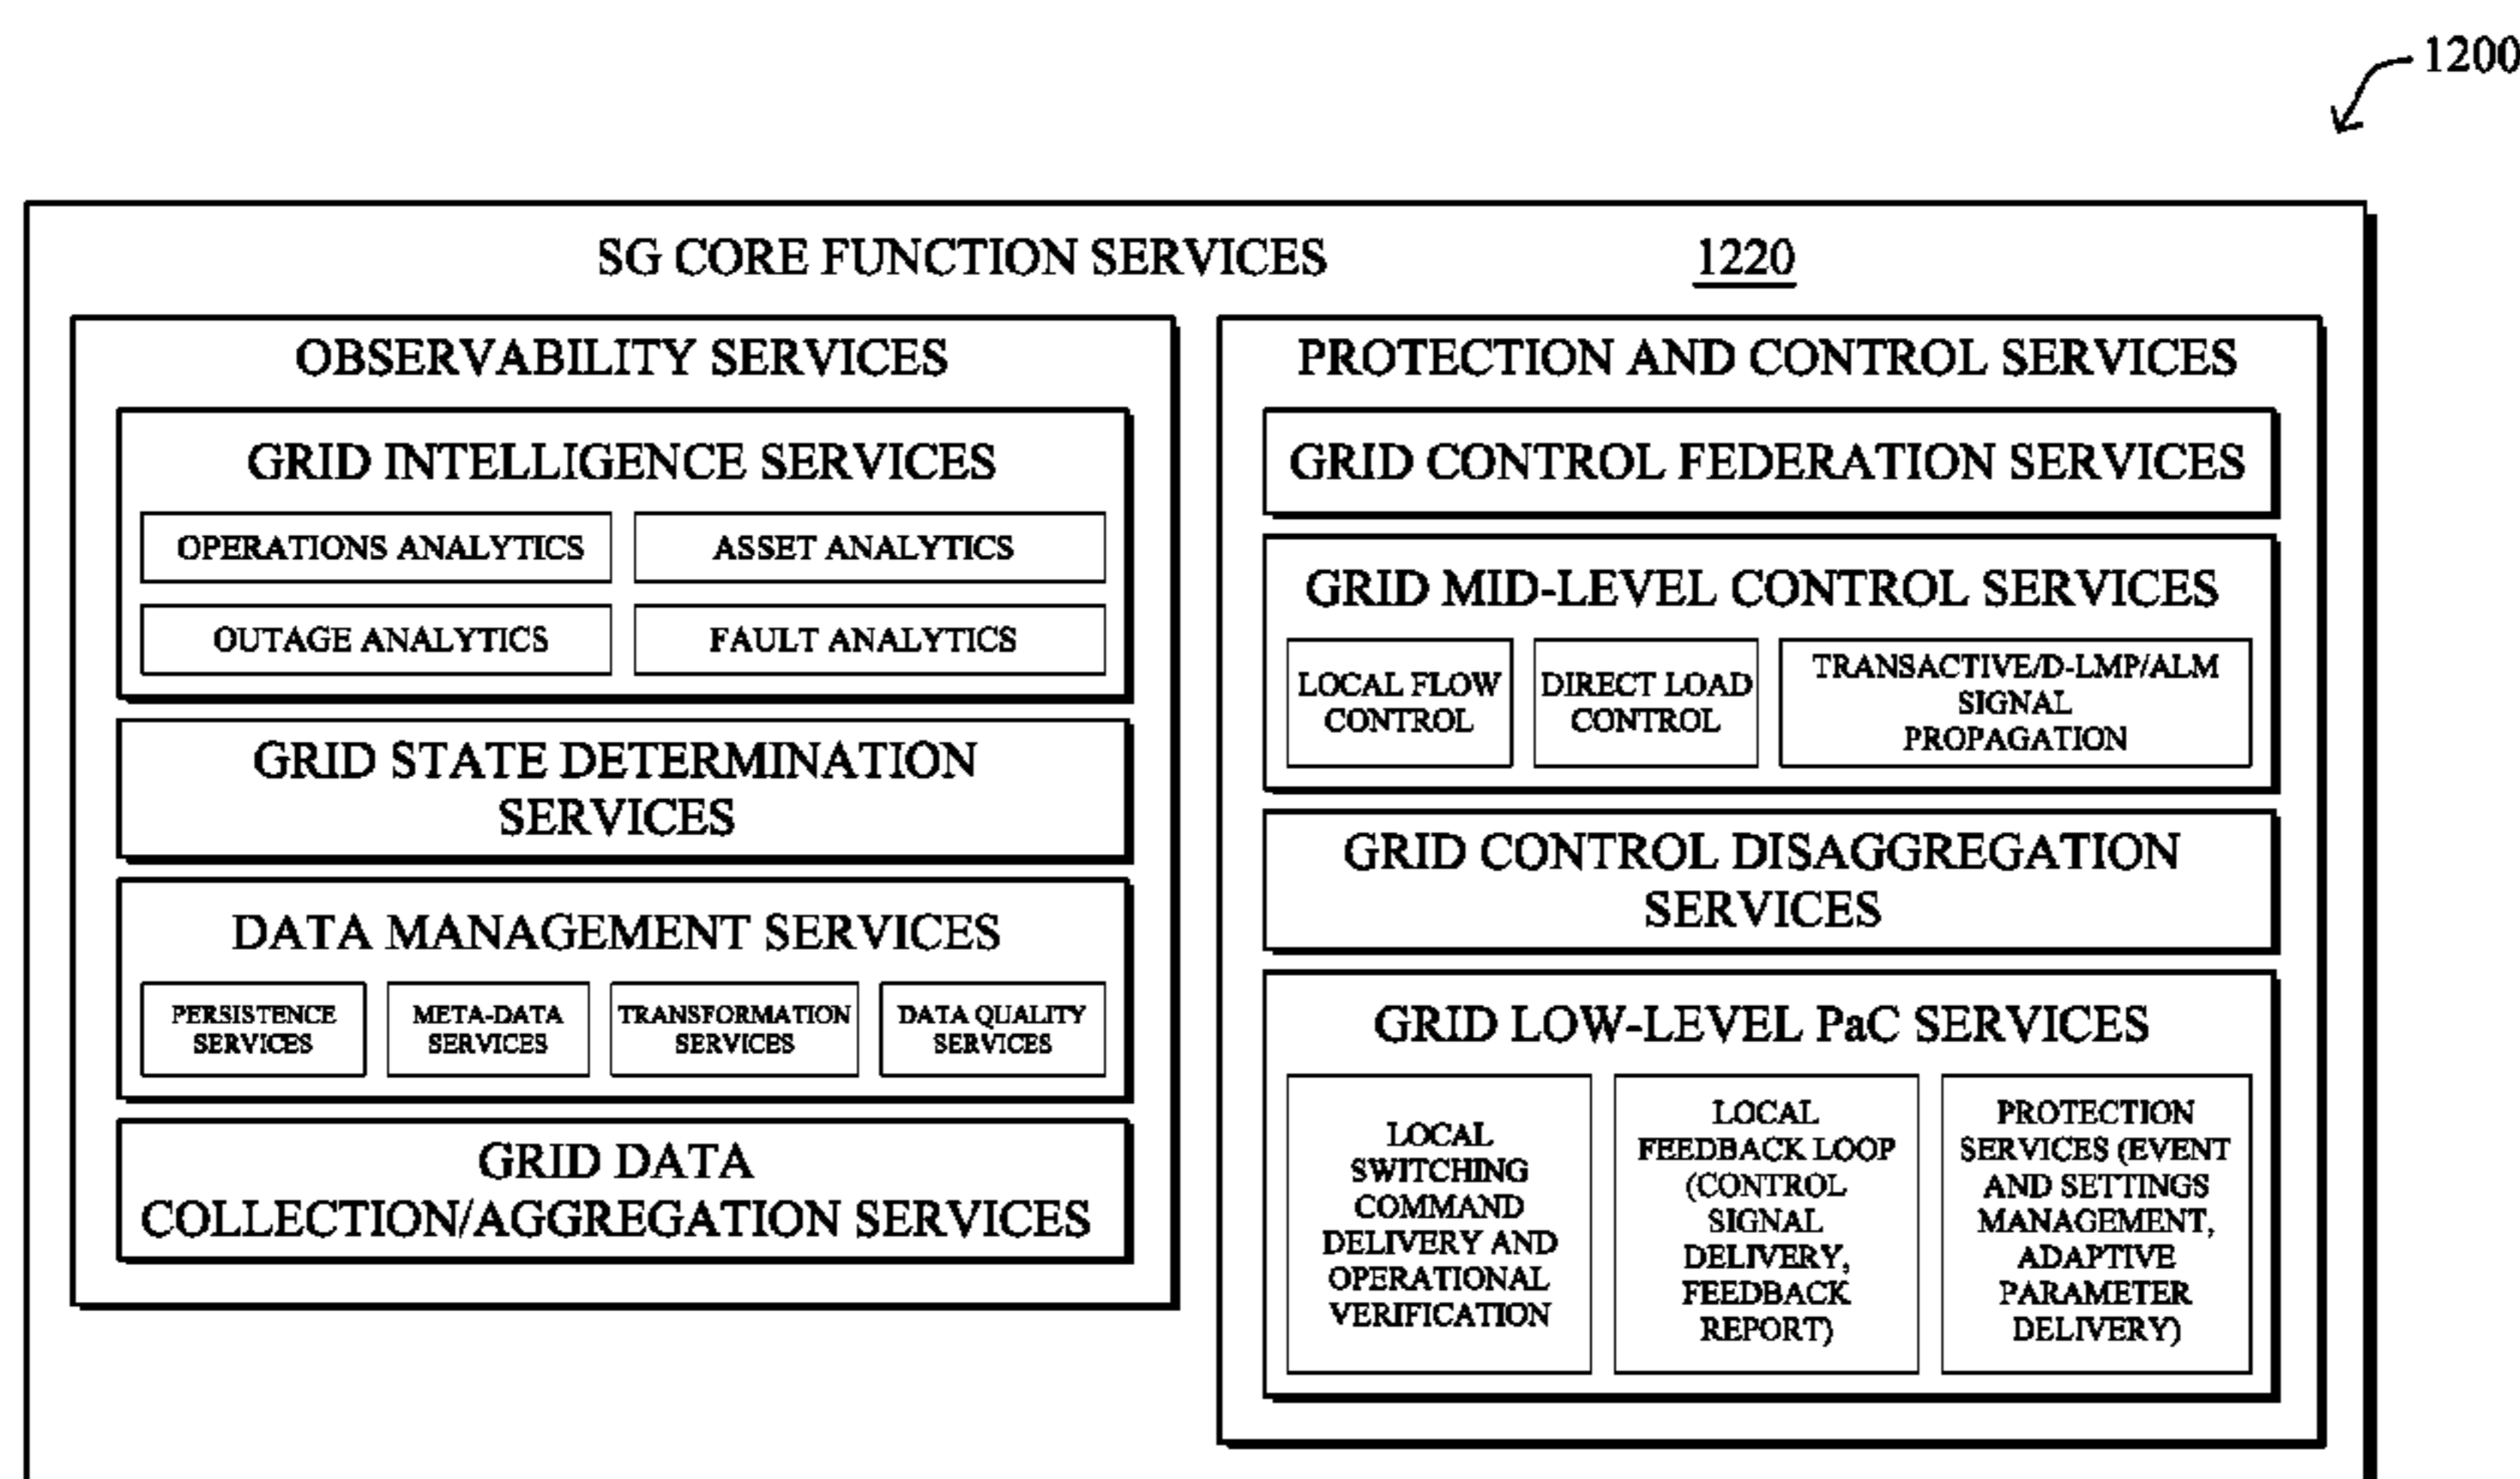 1200
SG CORE FUNCTION SERVICES 1220
OBSERVABILITY SERVICES
GRID INTELLIGENCE SERVICES
OPERATIONS ANALYTICS
ASSET ANALYTICS
OUTAGE ANALYTICS
FAULT ANALYTICS
GRID STATE DETERMINATION
SERVICES
DATA MANAGEMENT SERVICES
PERSISTENCE
SERVICES
META-DATA
SERVICES
TRANSFORMATION
SERVICES
DATA QUALITY
SERVICES
GRID DATA
COLLECTION/AGGREGATION SERVICES
PROTECTION AND CONTROL SERVICES
GRID CONTROL FEDERATION SERVICES
GRID MID-LEVEL CONTROL SERVICES
LOCAL FLOW
CONTROL
DIRECT LOAD
CONTROL
TRANSACTIVE/D-LMP/ALM
SIGNAL
PROPAGATION
GRID CONTROL DISAGGREGATION
SERVICES
GRID LOW-LEVEL PaC SERVICES
LOCAL
SWITCHING
COMMAND
DELIVERY AND
OPERATIONAL
VERIFICATION
LOCAL
FEEDBACK LOOP
(CONTROL
SIGNAL
DELIVERY,
FEEDBACK
REPORT)
PROTECTION
SERVICES (EVENT
AND SETTINGS
MANAGEMENT,
ADAPTIVE
PARAMETER
DELIVERY)